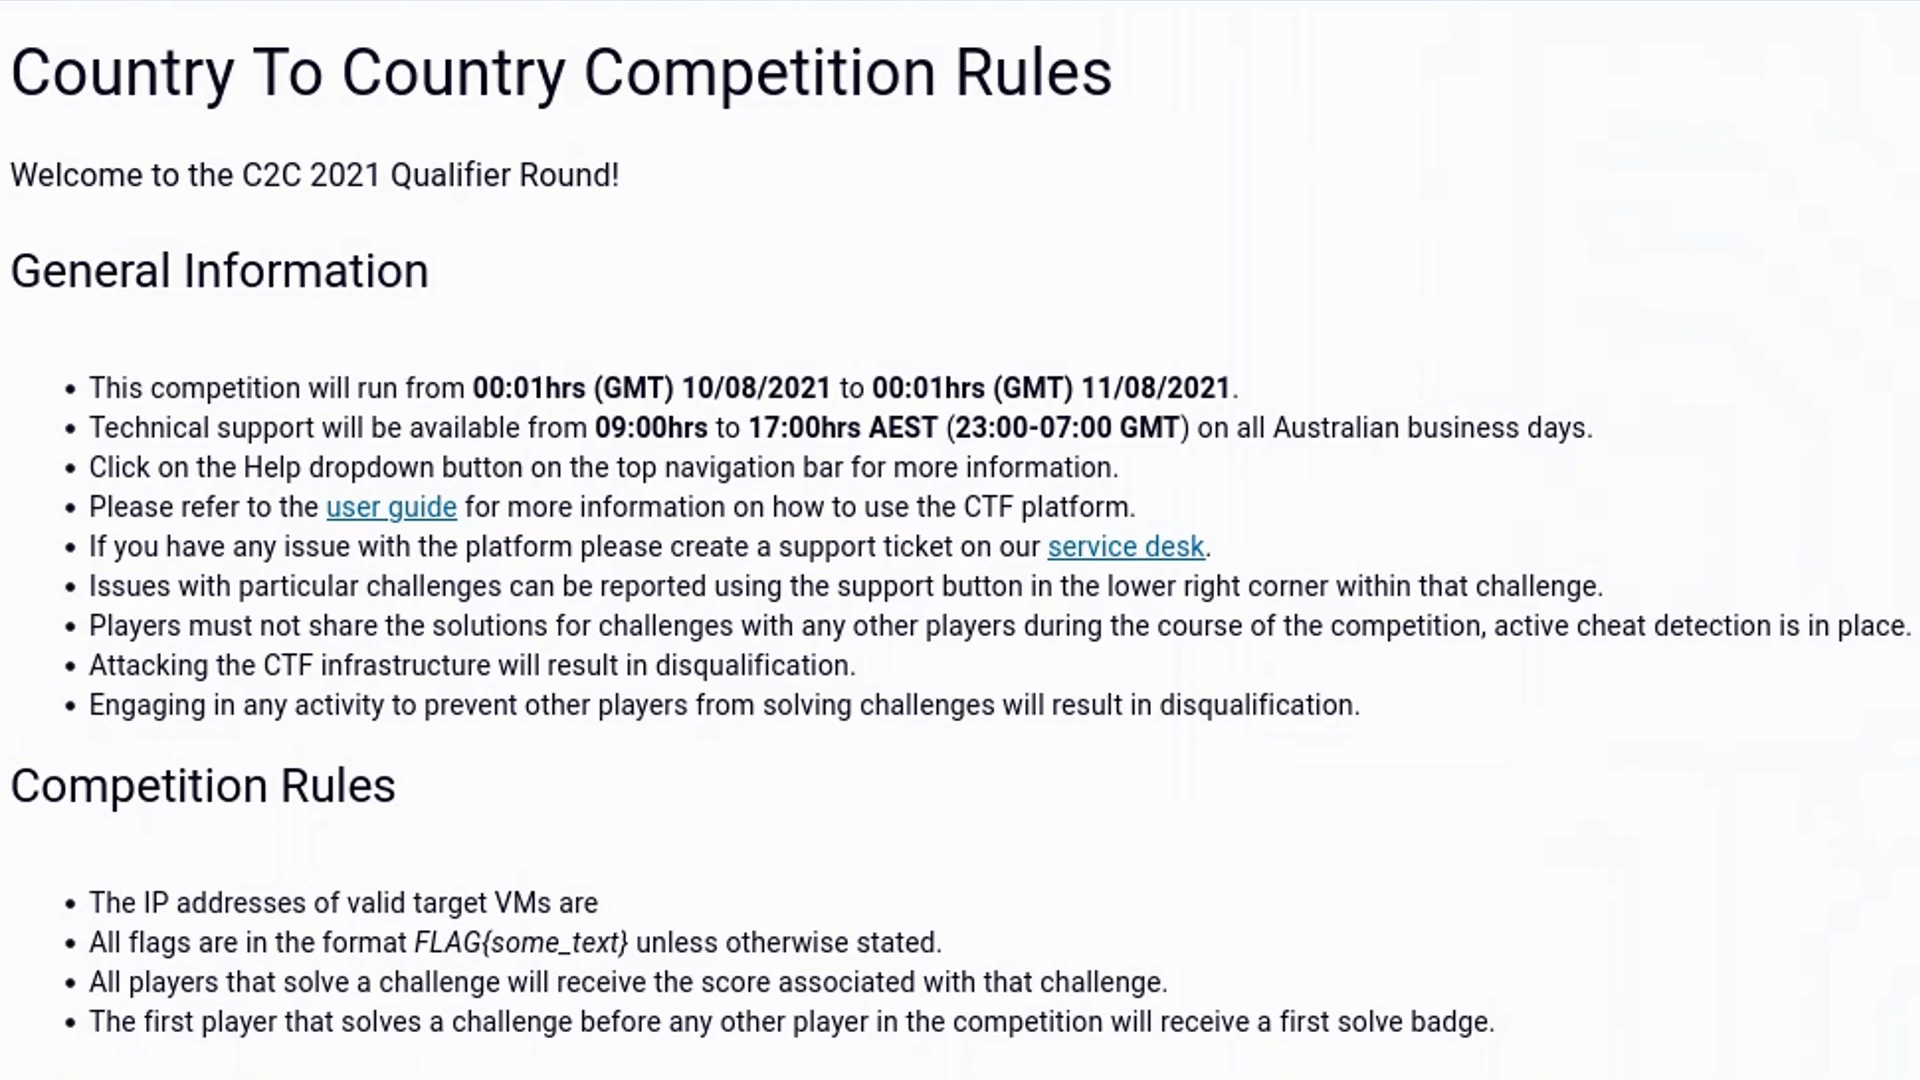 Country To Country Competition Rules
Welcome to the C2C 2021 Qualifier Round!
General Information
• This competition will run from 00:01hrs (GMT) 10/08/2021 to 00:01hrs (GMT) 11/08/2021.
• Technical support will be available from 09:00hrs to 17:00hrs AEST (23:00-07:00 GMT) on all Australian business days.
• Click on the Help dropdown button on the top navigation bar for more information.
• Please refer to the user guide for more information on how to use the CTF platform.
• If you have any issue with the platform please create a support ticket on our service desk.
• Issues with particular challenges can be reported using the support button in the lower right corner within that challenge.
• Players must not share the solutions for challenges with any other players during the course of the competition, active cheat detection is in place.
• Attacking the CTF infrastructure will result in disqualification.
• Engaging in any activity to prevent other players from solving challenges will result in disqualification.
Competition Rules
• The IP addresses of valid target VMs are
• All flags are in the format FLAG{some_text} unless otherwise stated.
• All players that solve a challenge will receive the score associated with that challenge.
• The first player that solves a challenge before any other player in the competition will receive a first solve badge.